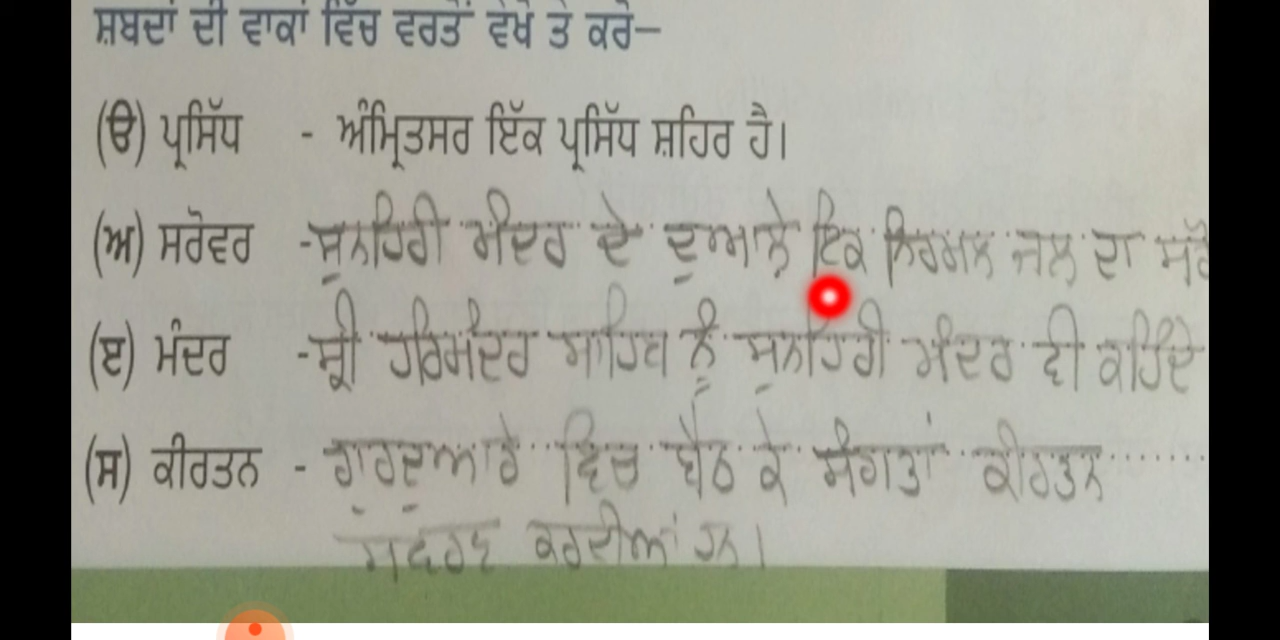 ਸ਼ਬਦਾਂ ਦੀ ਵਾਕਾਂ ਵਿੱਚ ਵਰਤੋਂ ਵੇਖੋ ਤੇ ਕਰੋ—
(ੳ) ਪ੍ਰਸਿੱਧ - ਅੰਮ੍ਰਿਤਸਰ ਇੱਕ ਪ੍ਰਸਿੱਧ ਸ਼ਹਿਰ ਹੈ।
(ਅ) ਸਰੋਵਰ - ਸੁਨਹਿਰੀ ਮੰਦਰ ਦੇ ਦੁਆਲੇ ਇਕ ਨਿਰਮਲ ਜਲ ਦਾ
(ੲ) ਮੰਦਰ - ਸ੍ਰੀ ਹਰਿਮੰਦਰ ਸਾਹਿਬ ਨੂੰ ਸੁਨਹਿਰੀ ਮੰਦਰ ਵੀ ਕਹਿੰਦੇ
(ਸ) ਕੀਰਤਨ - ਗੁਰਦੁਆਰੇ ਵਿਚ ਬੈਠ ਕੇ ਸੰਗਤਾਂ ਕੀਰਤਨ
ਕਰਦੀਆਂ ਹਨ।